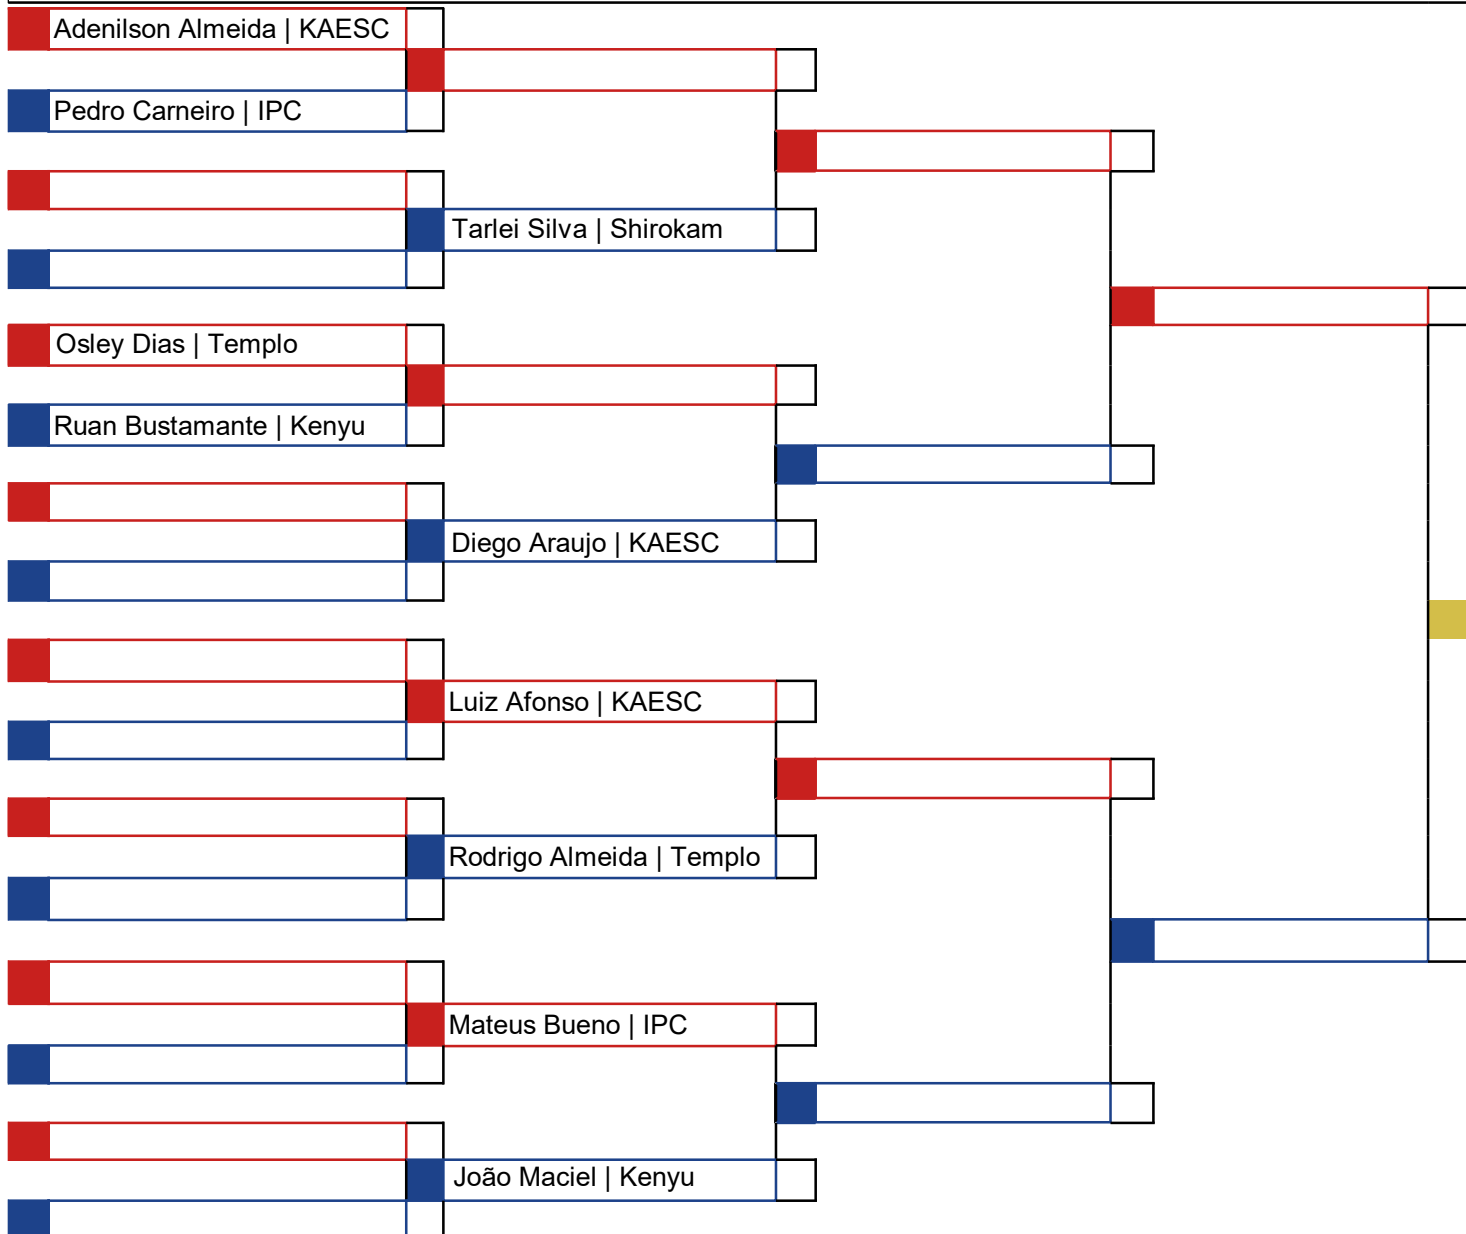 Adenilson Almeida | KAESC
Pedro Carneiro | IPC
Tarlei Silva | Shirokam
Osley Dias | Templo
Ruan Bustamante | Kenyu
Diego Araujo | KAESC
Luiz Afonso | KAESC
Rodrigo Almeida | Templo
Mateus Bueno | IPC
João Maciel | Kenyu